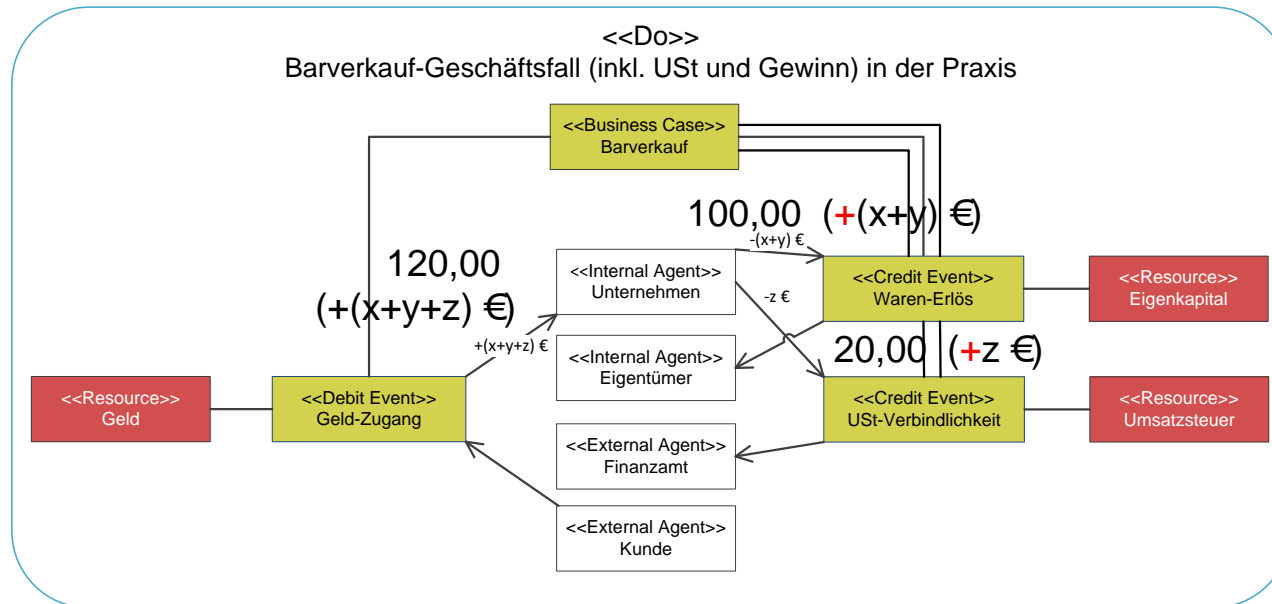 <<Do>>
Barverkauf-Geschäftsfall (inkl. USt und Gewinn) in der Praxis
<<Business Case>>
Barverkauf
100,00 (+(x+y) €)
-(x+y) €
120,00
(+(x+y+z) €)
+(x+y+z) €
<<Internal Agent>>
Unternehmen
-z €
<<Credit Event>>
Waren-Erlös
<<Resource>>
Eigenkapital
<<Internal Agent>>
Eigentümer
20,00 (+z €)
<<Resource>>
Geld
<<Debit Event>>
Geld-Zugang
<<Credit Event>>
USt-Verbindlichkeit
<<Resource>>
Umsatzsteuer
<<External Agent>>
Finanzamt
<<External Agent>>
Kunde